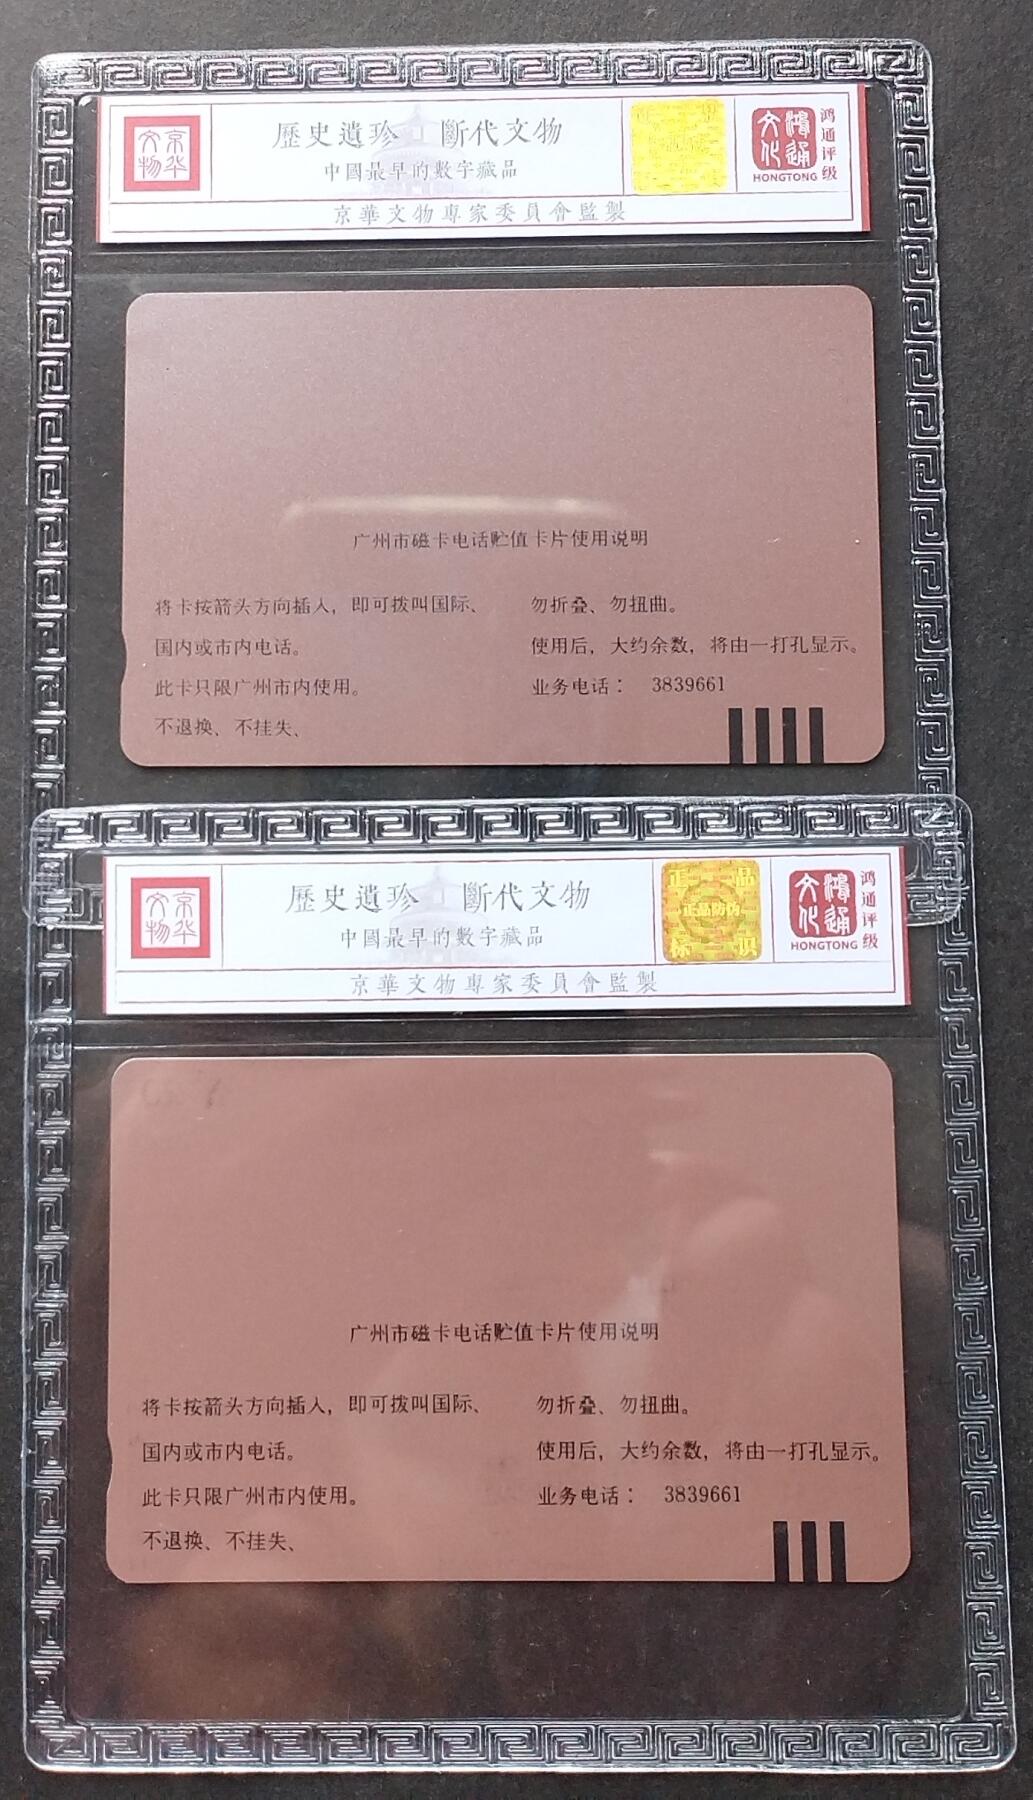 京华文物
歷史遺珍 斷代文物
中國最早的數字藏品
京華文物專家委員會監製
鴻通文化
HONGTONG
鸿通评级
广州市磁卡电话贮值卡片使用说明
将卡按箭头方向插入，即可拨叫国际、
国内或市内电话。
此卡只限广州市内使用。
不退换、不挂失、
勿折叠、勿扭曲。
使用后，大约余数，将由一打孔显示。
业务电话： 3839661
京华文物
歷史遺珍 斷代文物
中國最早的數字藏品
京華文物專家委員會監製
正品
正品防伪
标识
鴻通文化
HONGTONG
鸿通评级
广州市磁卡电话贮值卡片使用说明
将卡按箭头方向插入，即可拨叫国际、
国内或市内电话。
此卡只限广州市内使用。
不退换、不挂失、
勿折叠、勿扭曲。
使用后，大约余数，将由一打孔显示。
业务电话： 3839661